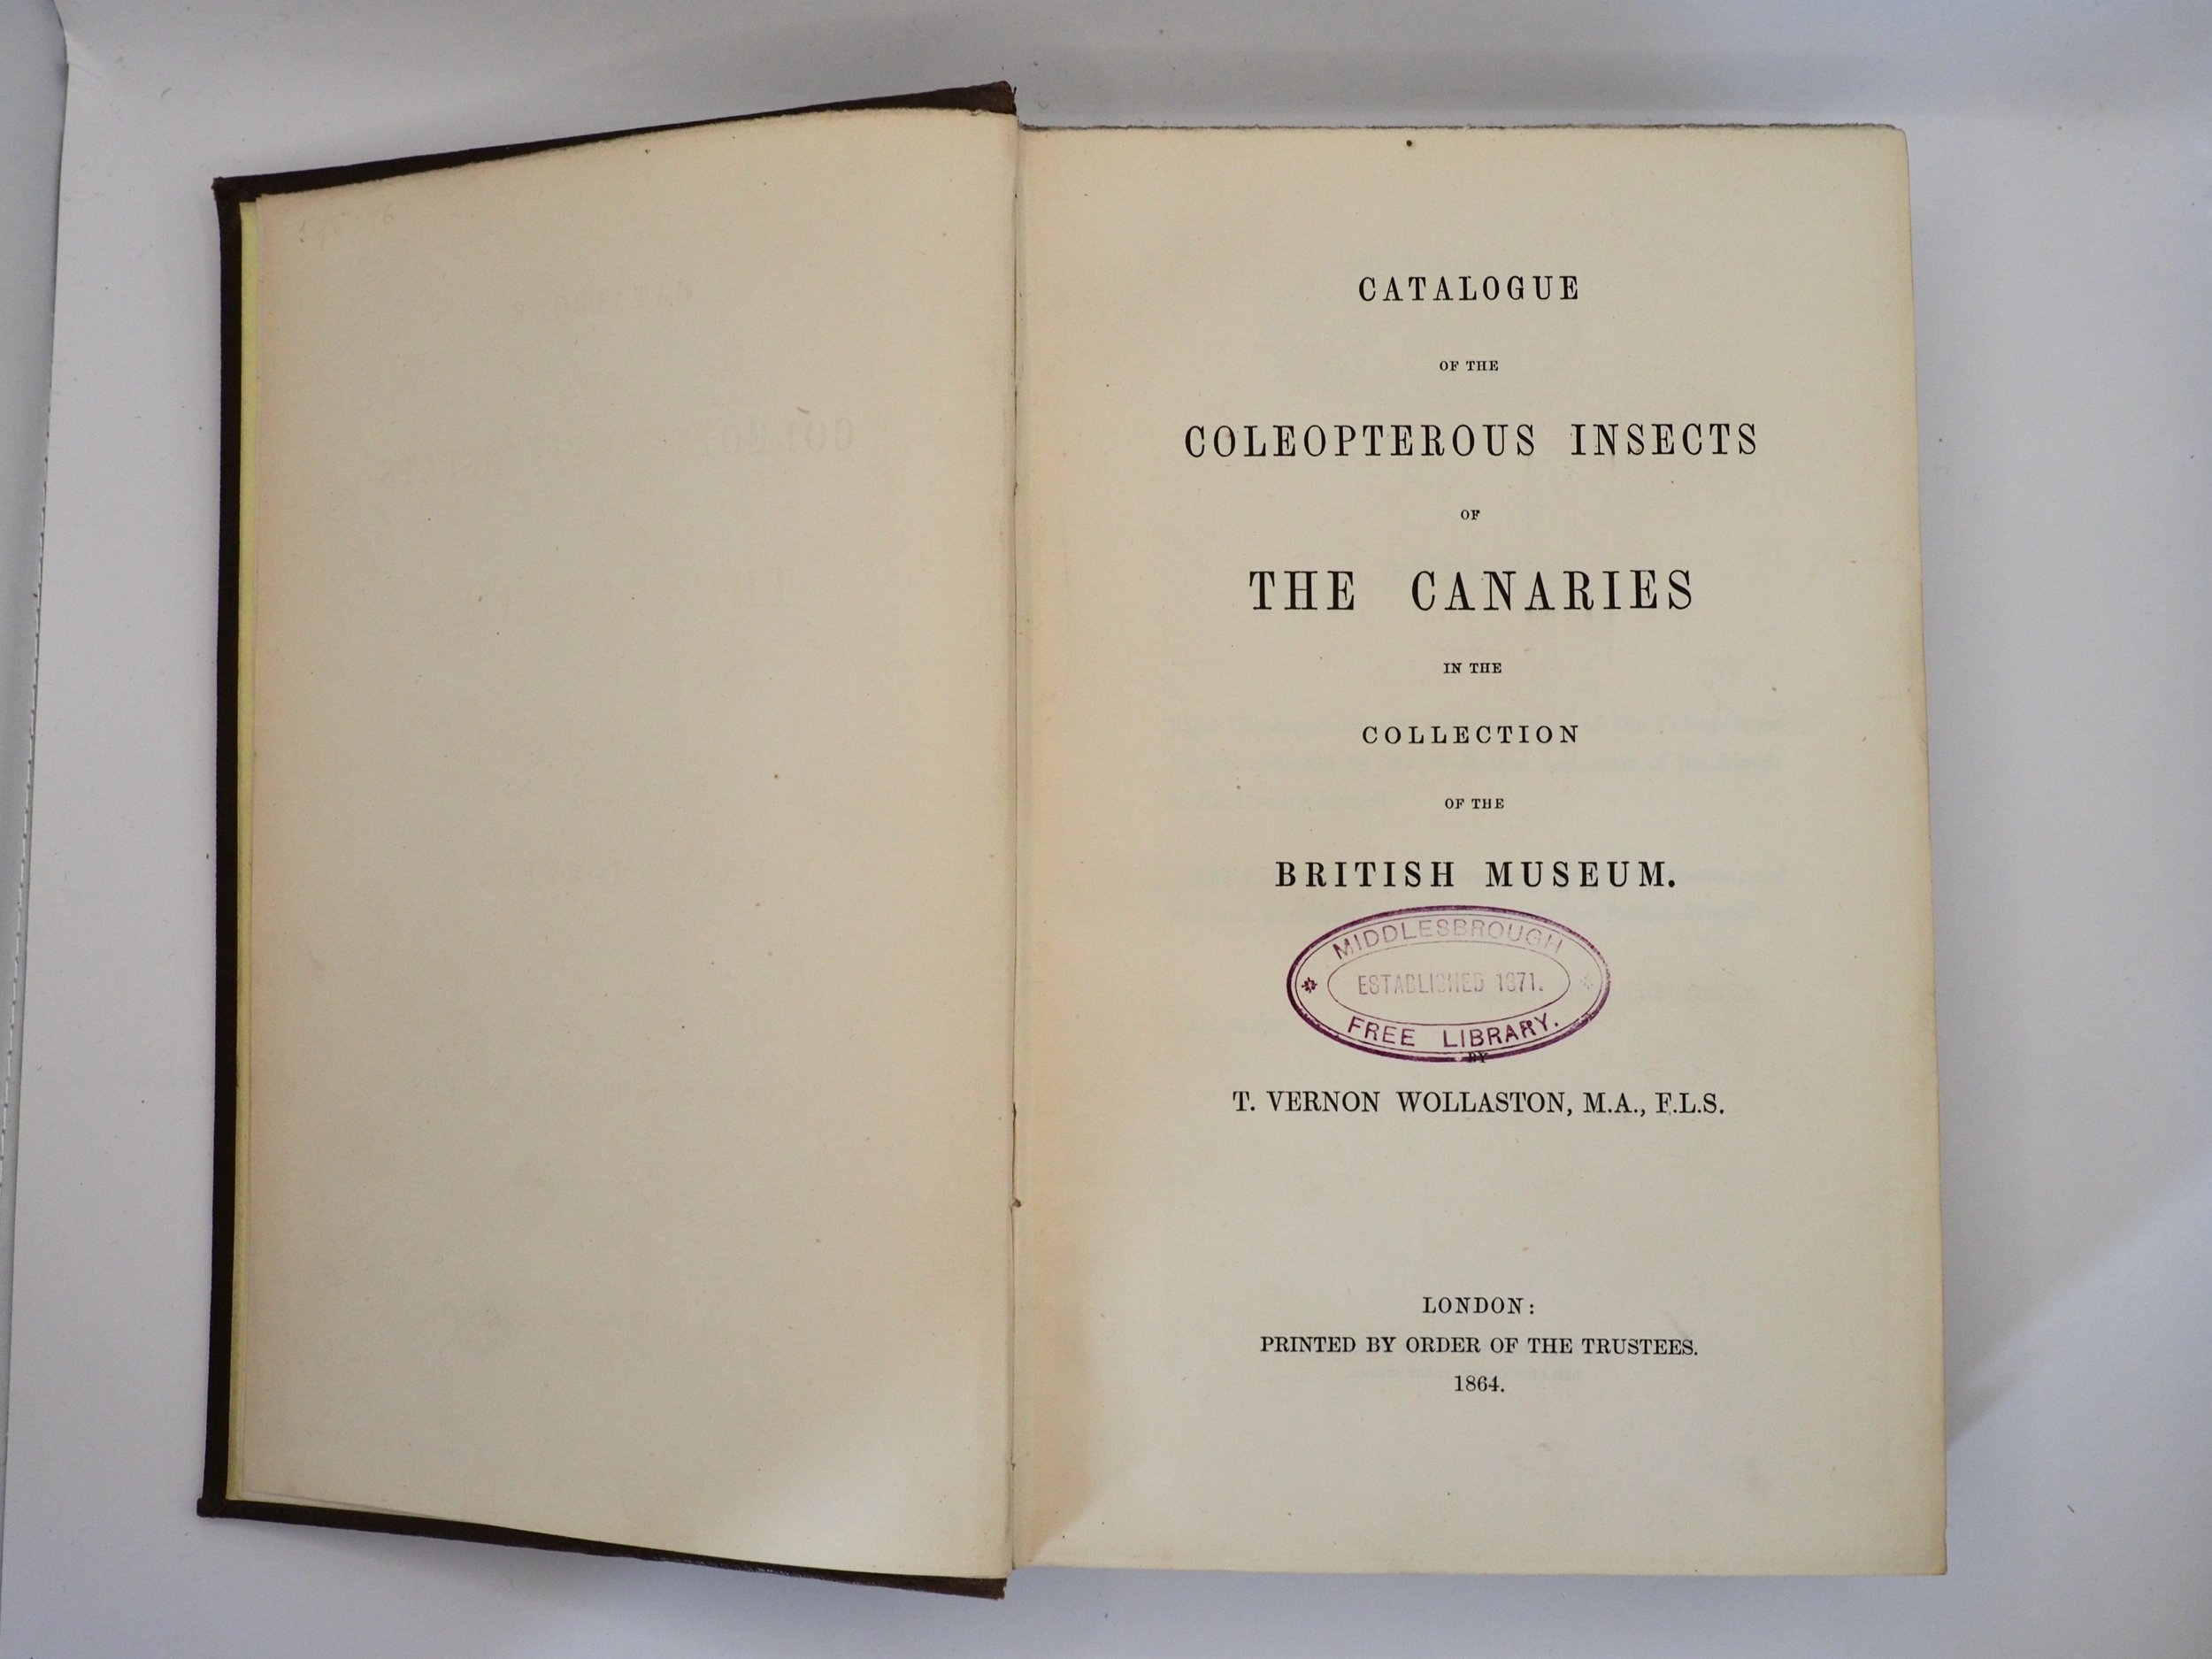 CATALOGUE
OF THE
COLEOPTEROUS INSECTS
OF
THE CANARIES
IN THE
COLLECTION
OF THE
BRITISH MUSEUM.
MIDDLESBROUGH
ESTABLISHED 1871.
FREE LIBRARY.
BY
T. VERNON WOLLASTON, M.A., F.L.S.
LONDON:
PRINTED BY ORDER OF THE TRUSTEES.
1864.